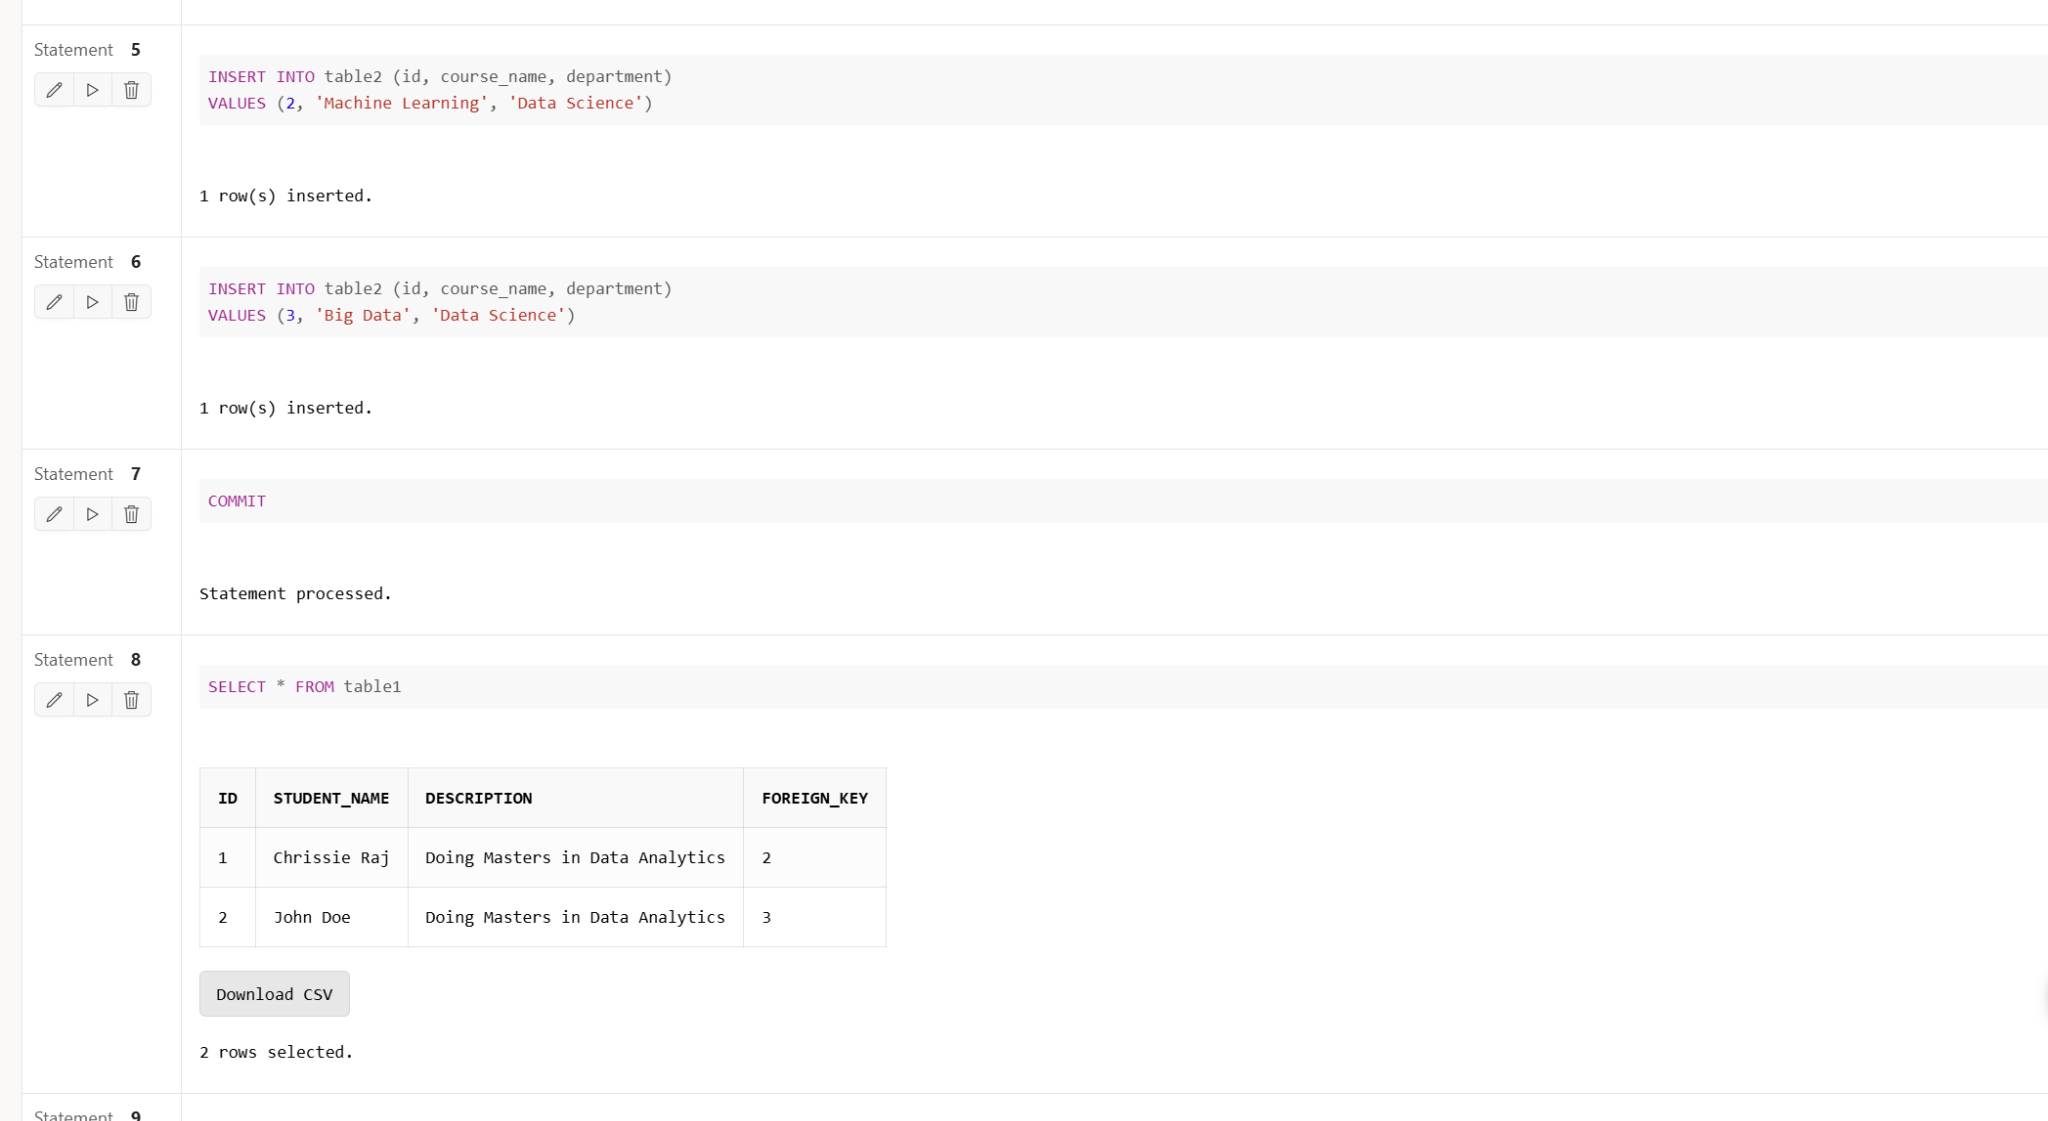 Statement 5
INSERT INTO table2 (id, course_name, department)
VALUES (2, 'Machine Learning', 'Data Science')
1 row(s) inserted.
Statement 6
INSERT INTO table2 (id, course_name, department)
VALUES (3, 'Big Data', 'Data Science')
1 row(s) inserted.
Statement 7
COMMIT
Statement processed.
Statement 8
SELECT * FROM table1
ID STUDENT_NAME DESCRIPTION FOREIGN_KEY
1 Chrissie Raj Doing Masters in Data Analytics 2
2 John Doe Doing Masters in Data Analytics 3
Download CSV
2 rows selected.
Statement 9